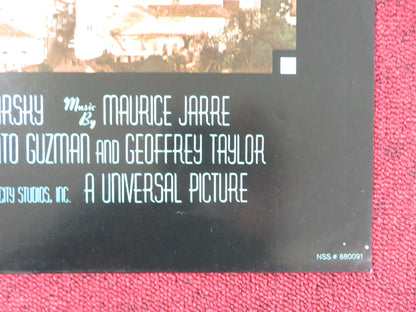 ARSKY Music By MAURICE JARRE
TO GUZMAN AND GEOFFREY TAYLOR
CITY STUDIOS, INC. A UNIVERSAL PICTURE
NSS # 880091